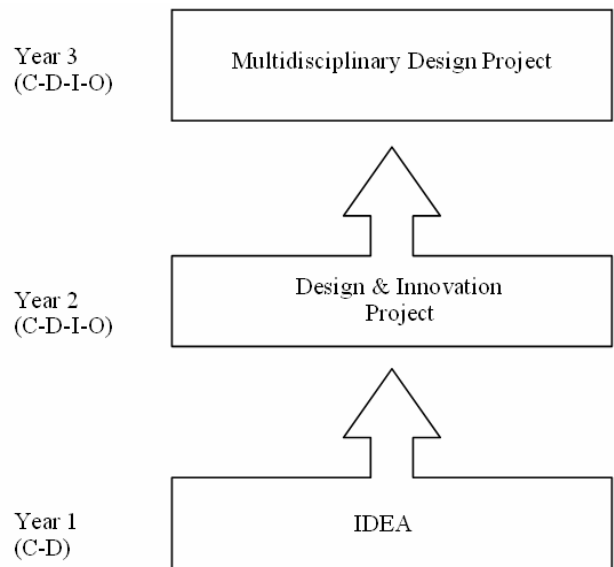 Year 3
(C-D-I-O)
Multidisciplinary Design Project
Year 2
(C-D-I-O)
Design & Innovation
Project
Year 1
(C-D)
IDEA